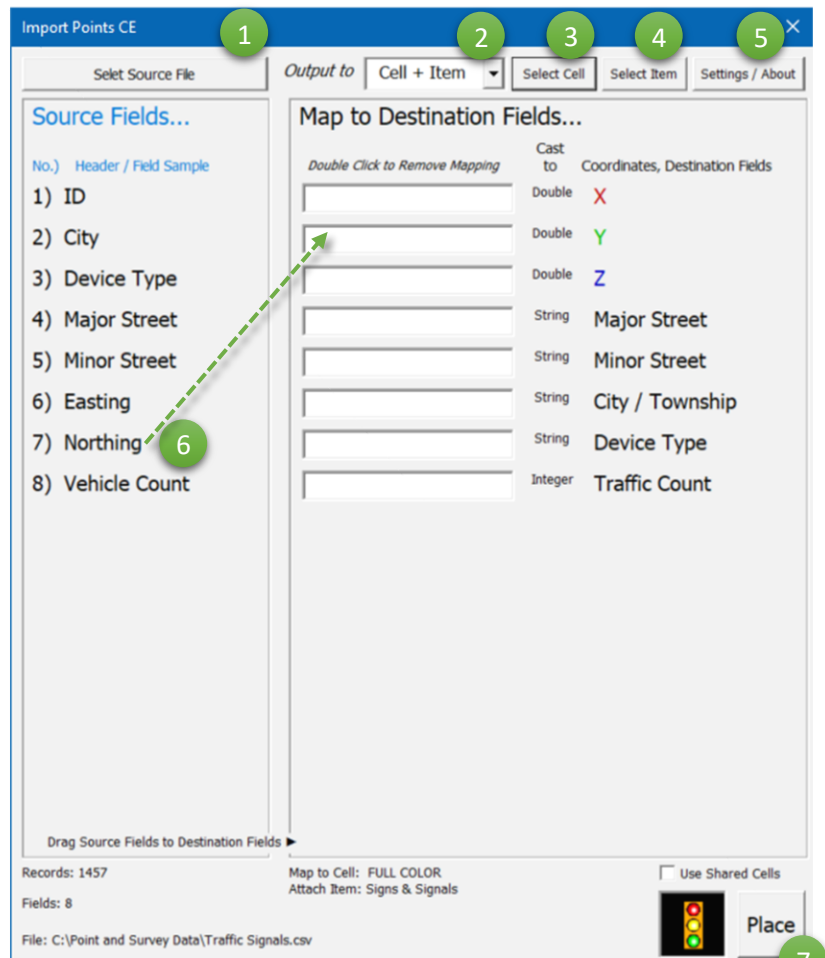 Import Points CE
1
2
3
4
5
Selet Source File
Output to
Cell + Item
Select Cell
Select Item
Settings / About
Source Fields...
Map to Destination Fields...
No.) Header / Field Sample
Double Click to Remove Mapping
Cast to
Coordinates, Destination Fields
1) ID
Double X
2) City
Double Y
3) Device Type
Double Z
4) Major Street
String Major Street
5) Minor Street
String Minor Street
6) Easting
String City / Township
7) Northing
6
String Device Type
8) Vehicle Count
Integer Traffic Count
Drag Source Fields to Destination Fields
Records: 1457
Map to Cell: FULL COLOR
Use Shared Cells
Attach Item: Signs & Signals
Fields: 8
Place
File: C:\Point and Survey Data\Traffic Signals.csv
7